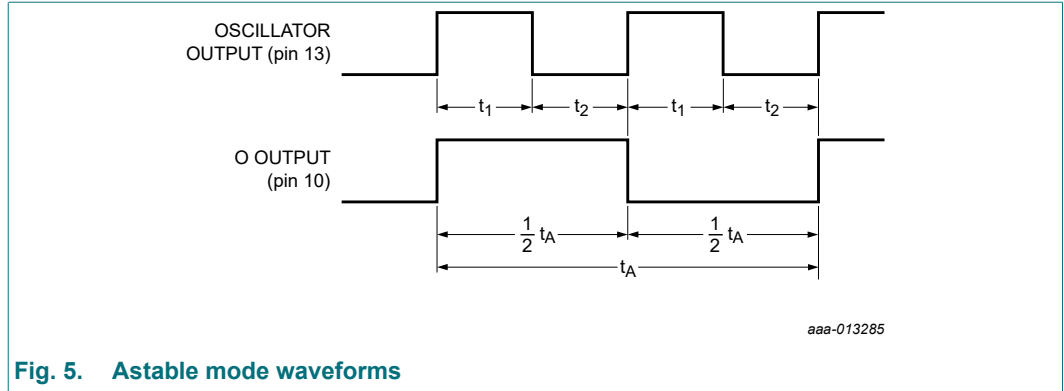 OSCILLATOR
OUTPUT (pin 13)
t1 t2 t1 t2
O OUTPUT
(pin 10)
1/2 tA 1/2 tA
tA
aaa-013285
Fig. 5. Astable mode waveforms